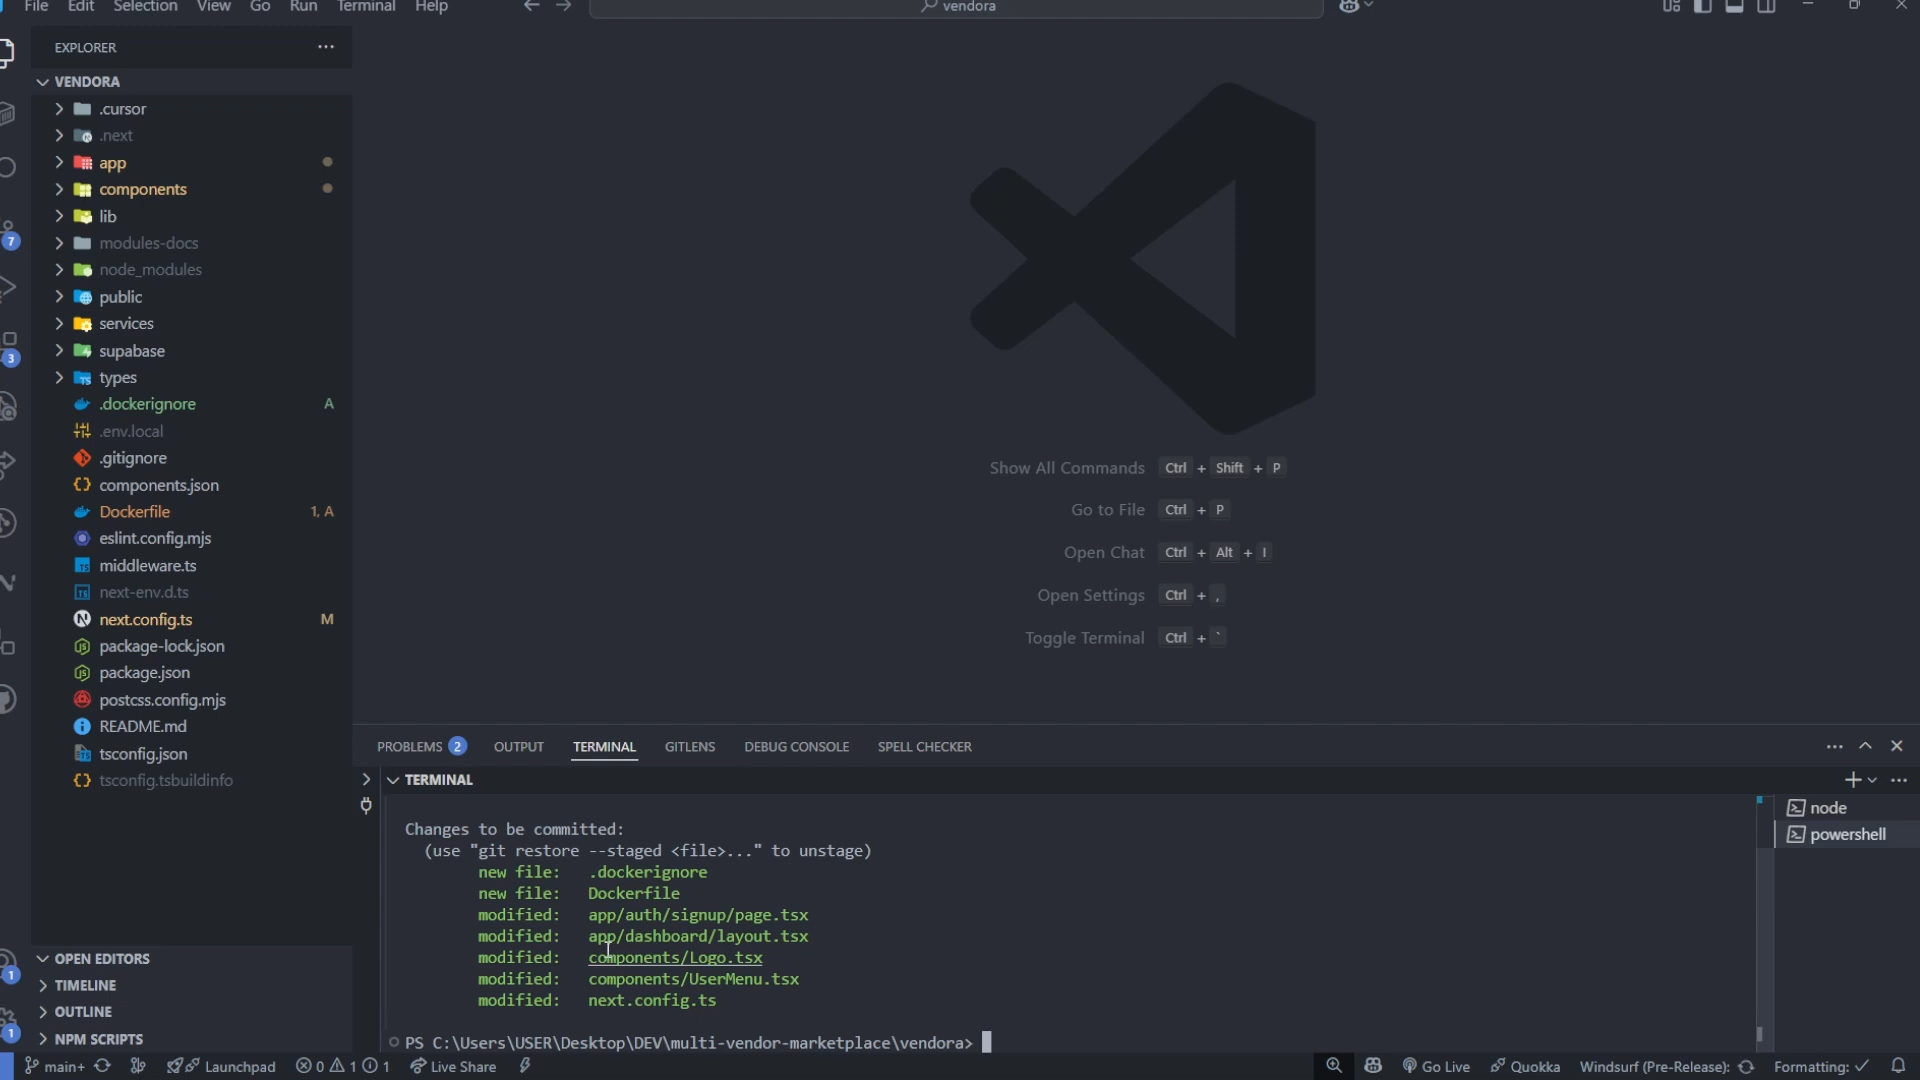 File Edit Selection View Go Run Terminal Help
vendora
EXPLORER
VENDORA
.cursor
.next
app
components
lib
modules-docs
node_modules
public
services
supabase
types
.dockerignore A
.env.local
.gitignore
components.json
Dockerfile 1, A
eslint.config.mjs
middleware.ts
next-env.d.ts
next.config.ts M
package-lock.json
package.json
postcss.config.mjs
README.md
tsconfig.json
tsconfig.tsbuildinfo
OPEN EDITORS
TIMELINE
OUTLINE
NPM SCRIPTS
7
3
1
1
Show All Commands Ctrl + Shift + P
Go to File Ctrl + P
Open Chat Ctrl + Alt + I
Open Settings Ctrl + ,
Toggle Terminal Ctrl + `
PROBLEMS 2 OUTPUT TERMINAL GITLENS DEBUG CONSOLE SPELL CHECKER
TERMINAL
node
powershell
Changes to be committed:
(use "git restore --staged <file>..." to unstage)
new file: .dockerignore
new file: Dockerfile
modified: app/auth/signup/page.tsx
modified: app/dashboard/layout.tsx
modified: components/Logo.tsx
modified: components/UserMenu.tsx
modified: next.config.ts
PS C:\Users\USER\Desktop\DEV\multi-vendor-marketplace\vendora>
main+ Launchpad 0 1 1 Live Share Go Live Quokka Windsurf (Pre-Release): Formatting: ✓